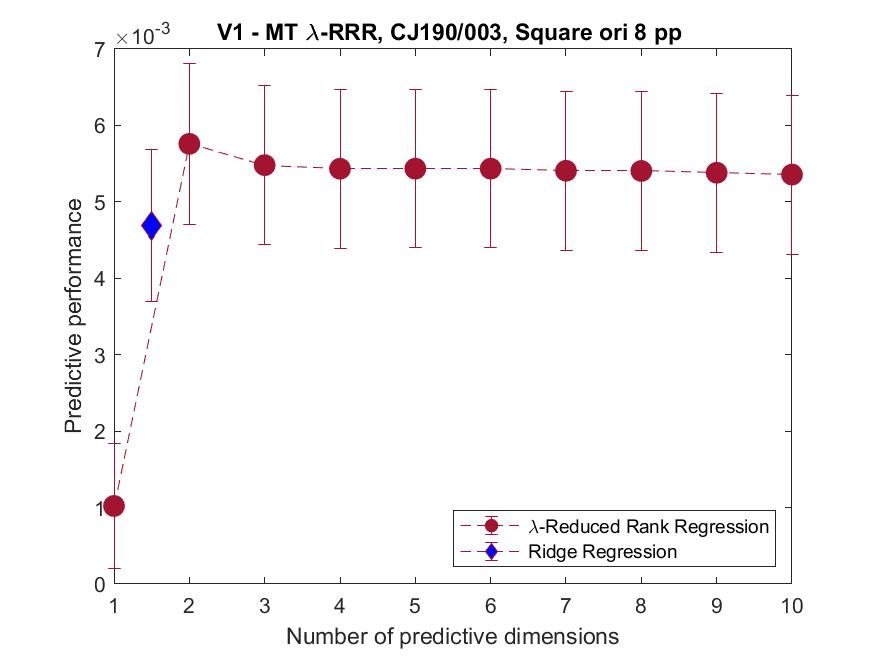 ×10-3
V1 - MT λ-RRR, CJ190/003, Square ori 8 pp
7
6
5
4
3
2
1
0
Predictive performance
1 2 3 4 5 6 7 8 9 10
Number of predictive dimensions
λ-Reduced Rank Regression
Ridge Regression